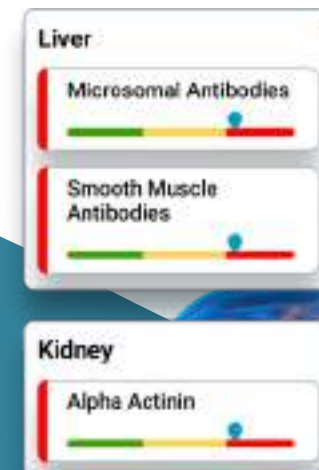 Liver
Microsomal Antibodies
Smooth Muscle
Antibodies
Kidney
Alpha Actinin